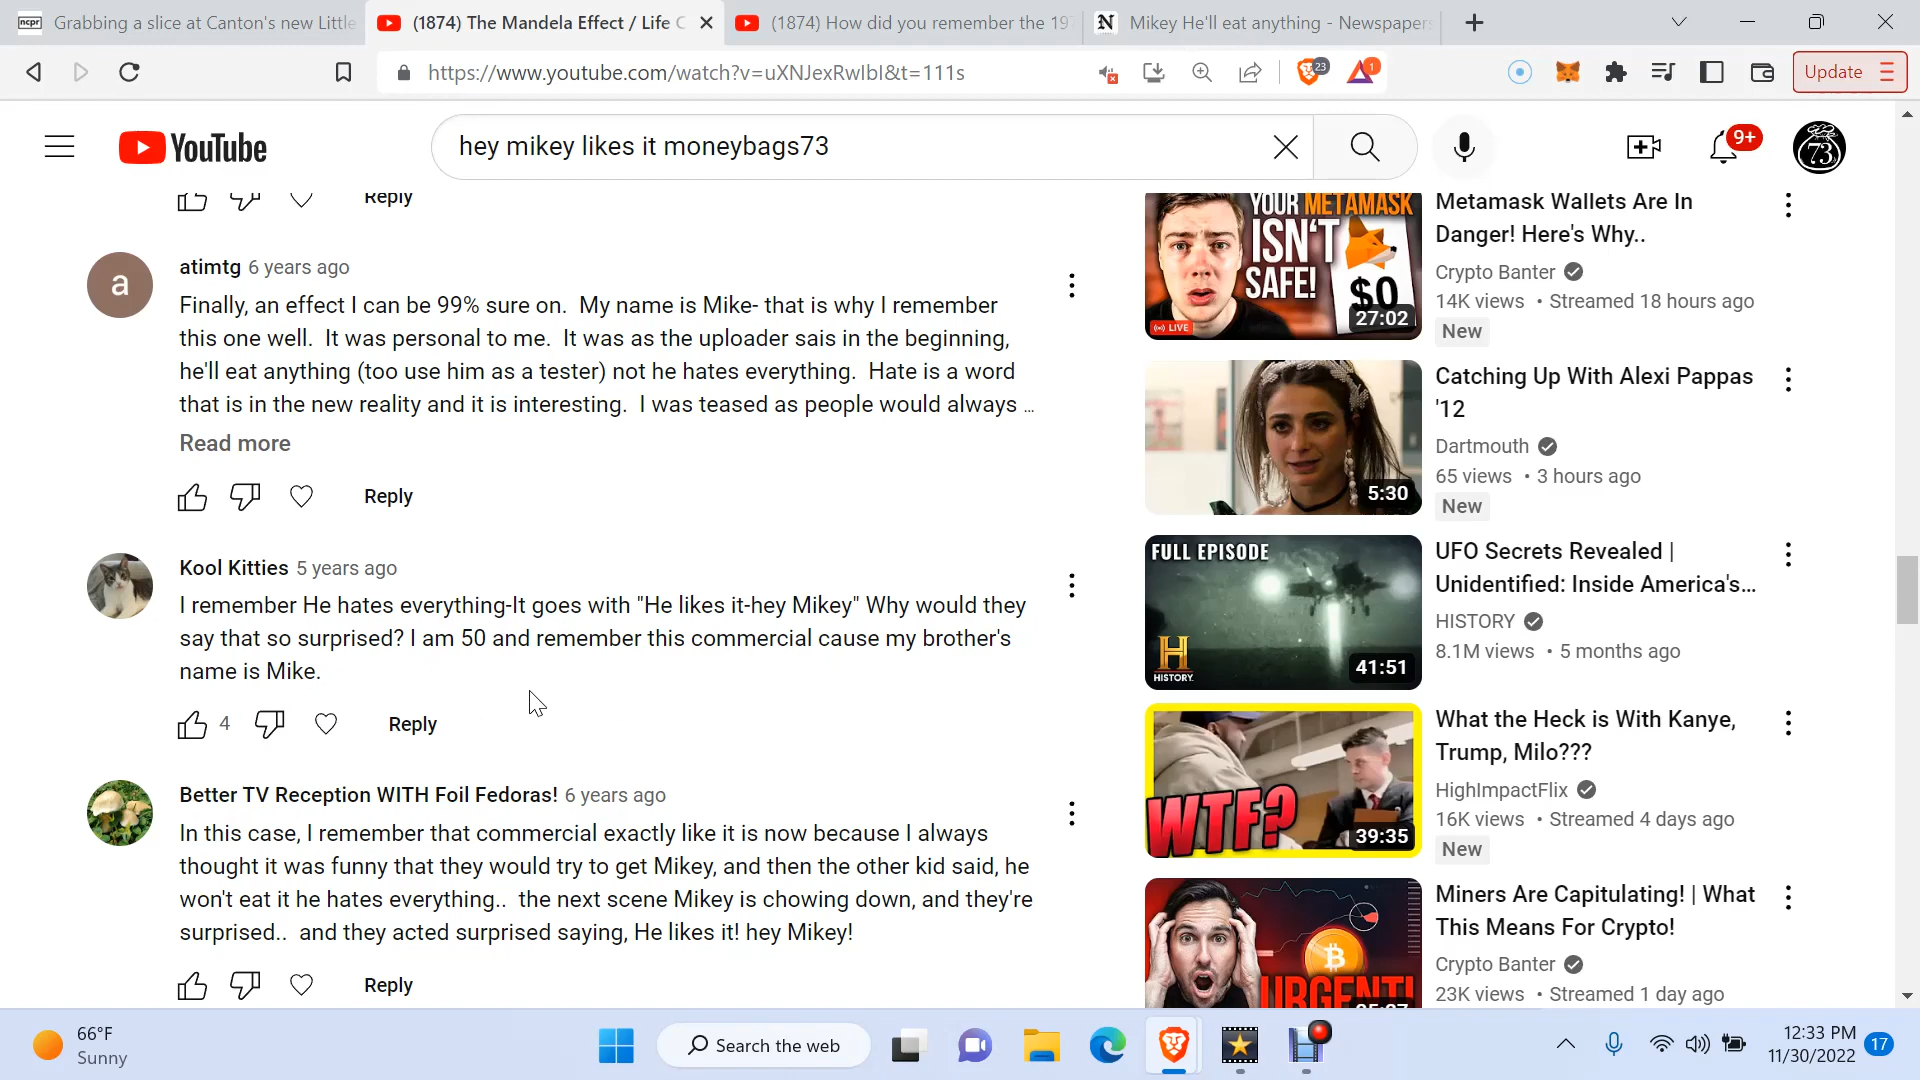 ncpr Grabbing a slice at Canton's new Little
(1874) The Mandela Effect / Life C
(1874) How did you remember the 197
N Mikey He'll eat anything - Newspapers
https://www.youtube.com/watch?v=uXNJexRwIbI&t=111s
23
1
Update
YouTube
hey mikey likes it moneybags73
9+
73
Reply
atimtg 6 years ago
Finally, an effect I can be 99% sure on. My name is Mike- that is why I remember
this one well. It was personal to me. It was as the uploader sais in the beginning,
he'll eat anything (too use him as a tester) not he hates everything. Hate is a word
that is in the new reality and it is interesting. I was teased as people would always ...
Read more
Reply
a
Kool Kitties 5 years ago
I remember He hates everything-It goes with "He likes it-hey Mikey" Why would they
say that so surprised? I am 50 and remember this commercial cause my brother's
name is Mike.
4
Reply
Better TV Reception WITH Foil Fedoras! 6 years ago
In this case, I remember that commercial exactly like it is now because I always
thought it was funny that they would try to get Mikey, and then the other kid said, he
won't eat it he hates everything.. the next scene Mikey is chowing down, and they're
surprised.. and they acted surprised saying, He likes it! hey Mikey!
Reply
YOUR METAMASK
ISN'T
SAFE!
$0
LIVE
27:02
Metamask Wallets Are In
Danger! Here's Why..
Crypto Banter
14K views • Streamed 18 hours ago
New
5:30
Catching Up With Alexi Pappas
'12
Dartmouth
65 views • 3 hours ago
New
FULL EPISODE
H
HISTORY.
41:51
UFO Secrets Revealed |
Unidentified: Inside America's...
HISTORY
8.1M views • 5 months ago
WTF?
39:35
What the Heck is With Kanye,
Trump, Milo???
HighImpactFlix
16K views • Streamed 4 days ago
New
URGENT!
Miners Are Capitulating! | What
This Means For Crypto!
Crypto Banter
23K views • Streamed 1 day ago
66°F
Sunny
Search the web
12:33 PM
11/30/2022
17